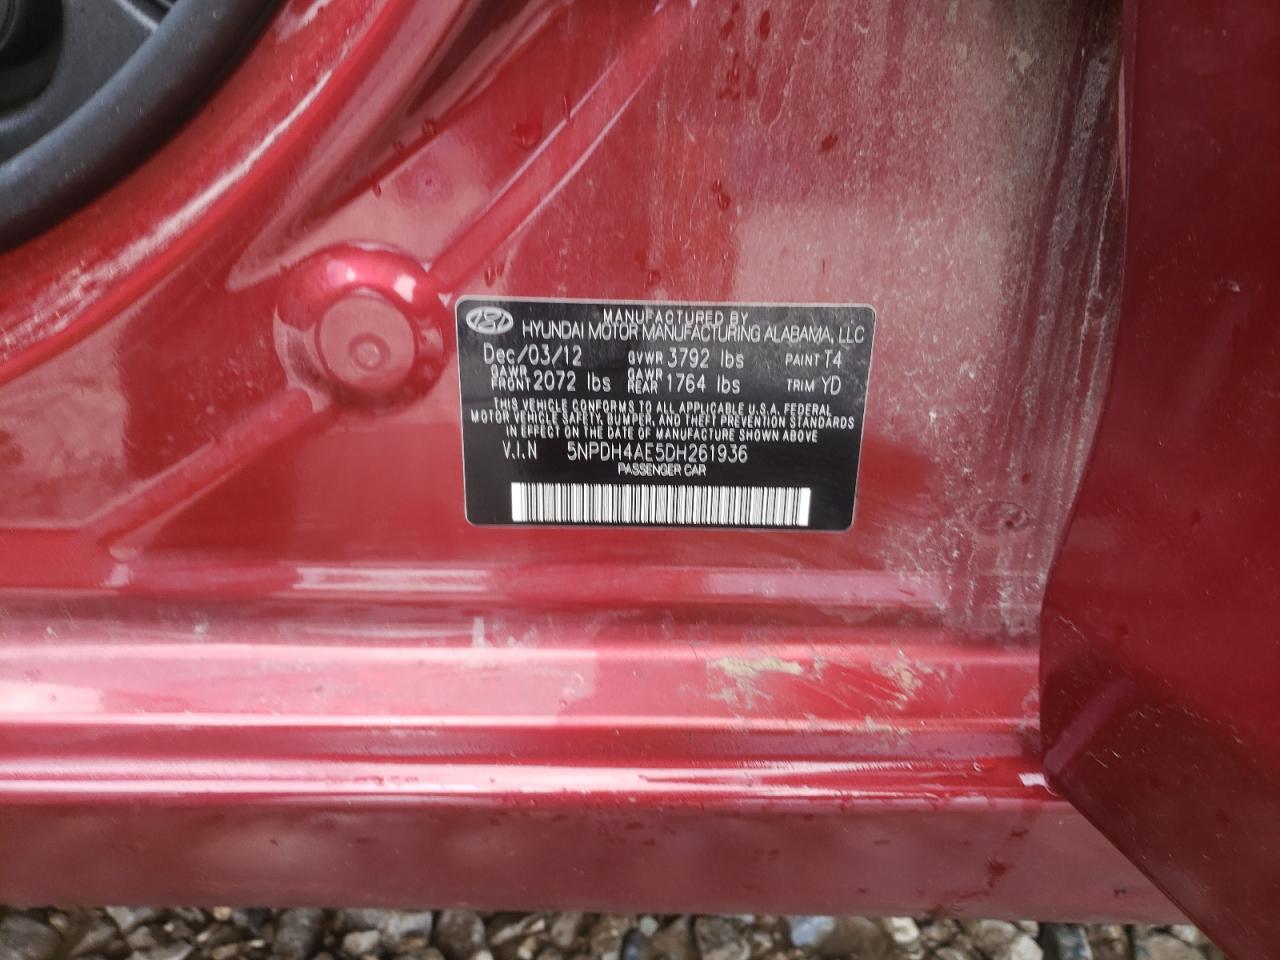 MANUFACTURED BY
HYUNDAI MOTOR MANUFACTURING ALABAMA, LLC
Dec/03/12 GVWR 3792 lbs PAINT T4
GAWR FRONT 2072 lbs GAWR REAR 1764 lbs TRIM YD
THIS VEHICLE CONFORMS TO ALL APPLICABLE U.S.A. FEDERAL
MOTOR VEHICLE SAFETY, BUMPER, AND THEFT PREVENTION STANDARDS
IN EFFECT ON THE DATE OF MANUFACTURE SHOWN ABOVE
V.I.N 5NPDH4AE5DH261936
PASSENGER CAR